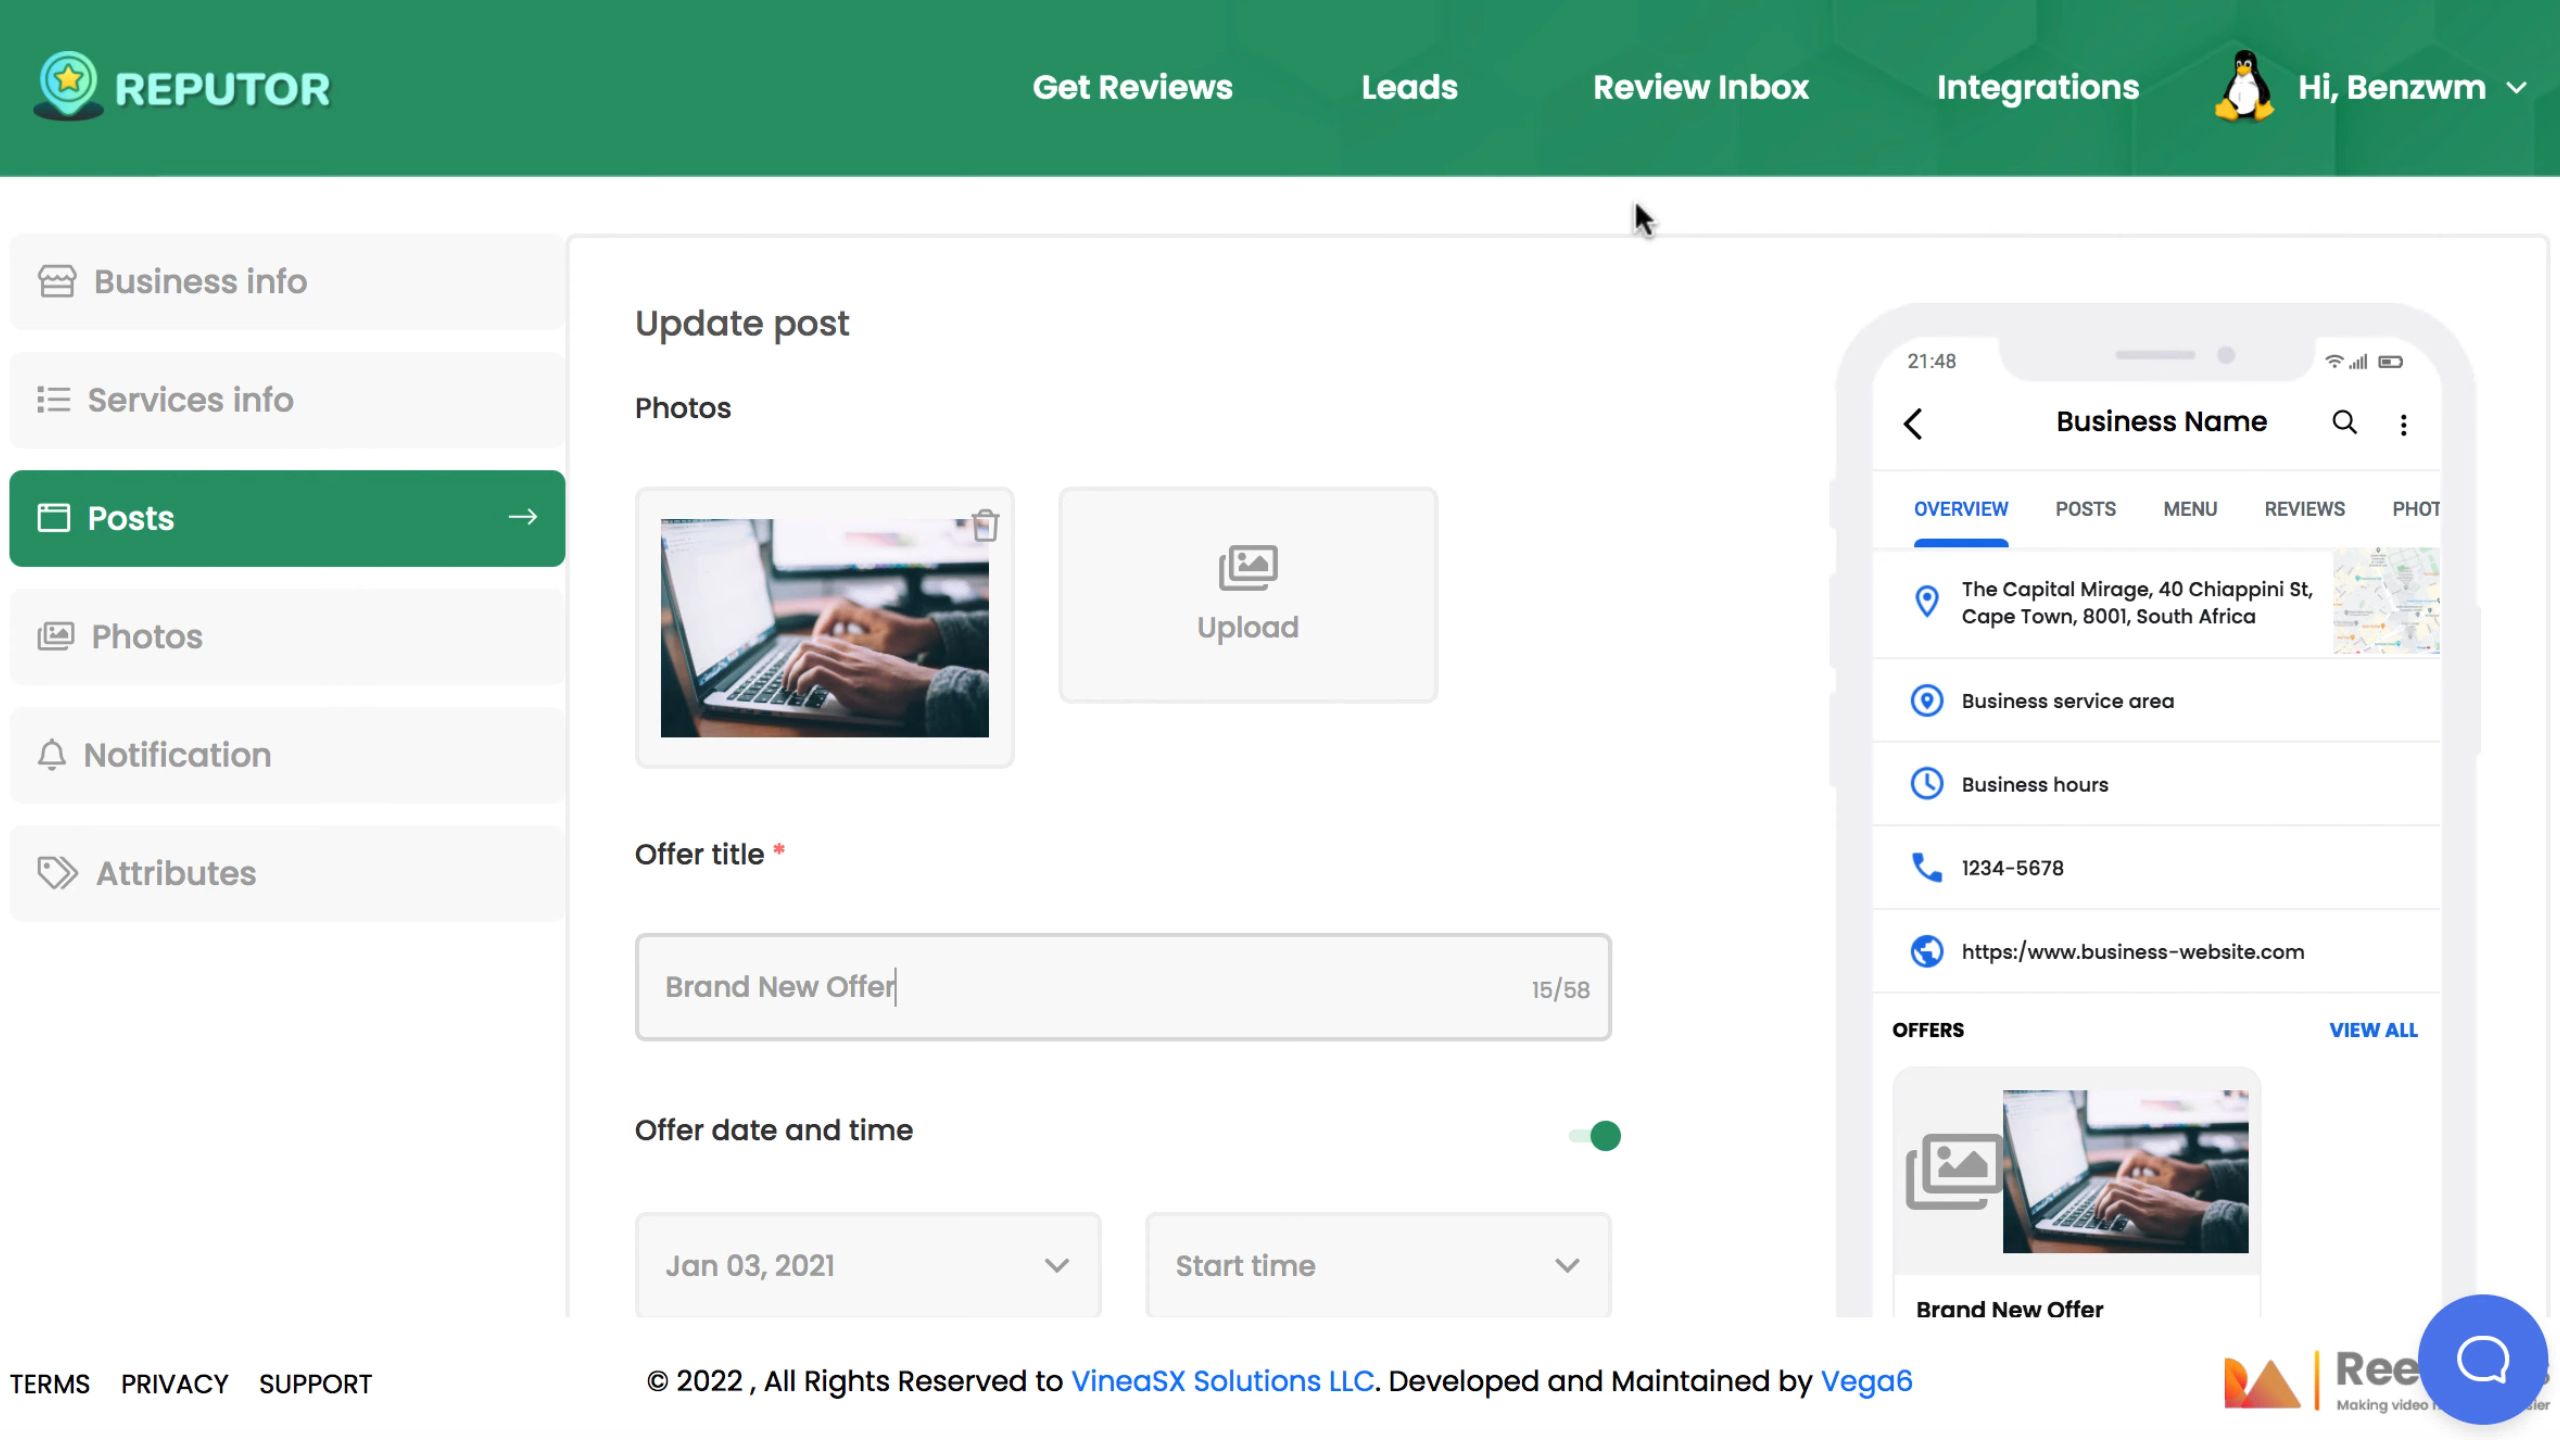 REPUTOR
Get Reviews
Leads
Review Inbox
Integrations
Hi, Benzwm
Business info
Services info
Posts
Photos
Notification
Attributes
Update post
Photos
Upload
Offer title *
Brand New Offer
15/58
Offer date and time
Jan 03, 2021
Start time
21:48
Business Name
OVERVIEW
POSTS
MENU
REVIEWS
PHOT
The Capital Mirage, 40 Chiappini St,
Cape Town, 8001, South Africa
Business service area
Business hours
1234-5678
https:/www.business-website.com
OFFERS
VIEW ALL
Brand New Offer
TERMS
PRIVACY
SUPPORT
© 2022 , All Rights Reserved to VineaSX Solutions LLC. Developed and Maintained by Vega6
Ree
Making video